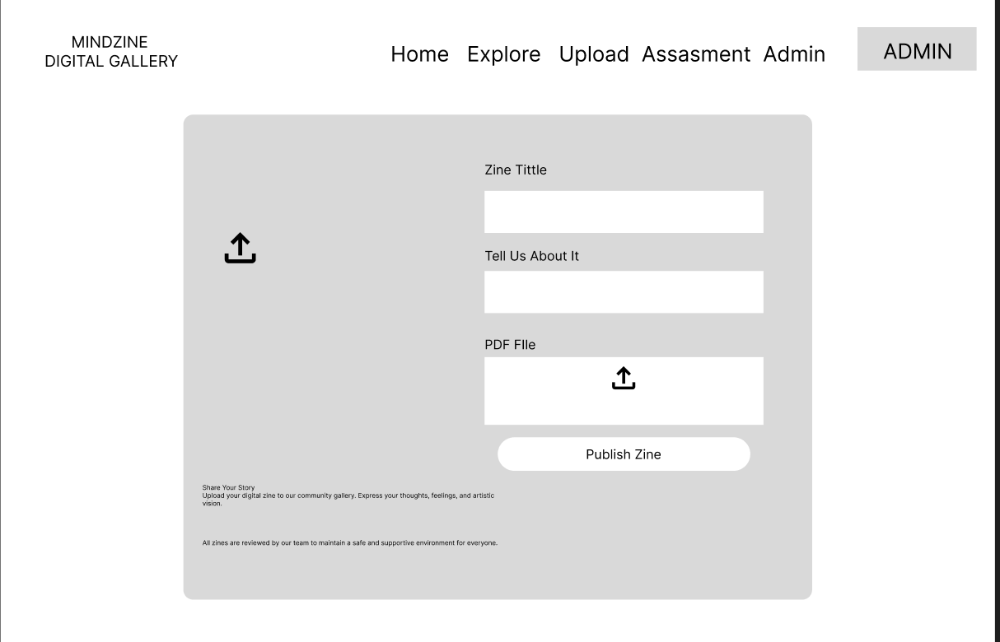 MINDZINE
DIGITAL GALLERY
Home Explore Upload Assasment Admin
ADMIN
Zine Tittle
Tell Us About It
PDF FIle
Publish Zine
Share Your Story
Upload your digital zine to our community gallery. Express your thoughts, feelings, and artistic
vision.
All zines are reviewed by our team to maintain a safe and supportive environment for everyone.